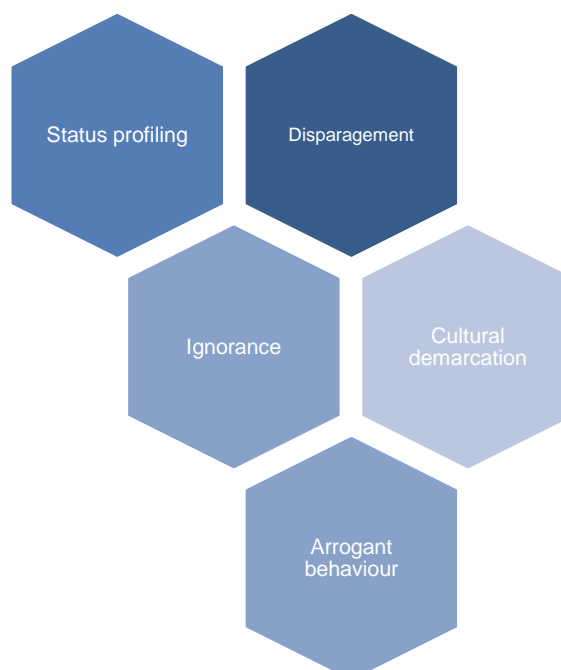 Status profiling
Disparagement
Ignorance
Cultural
demarcation
Arrogant
behaviour